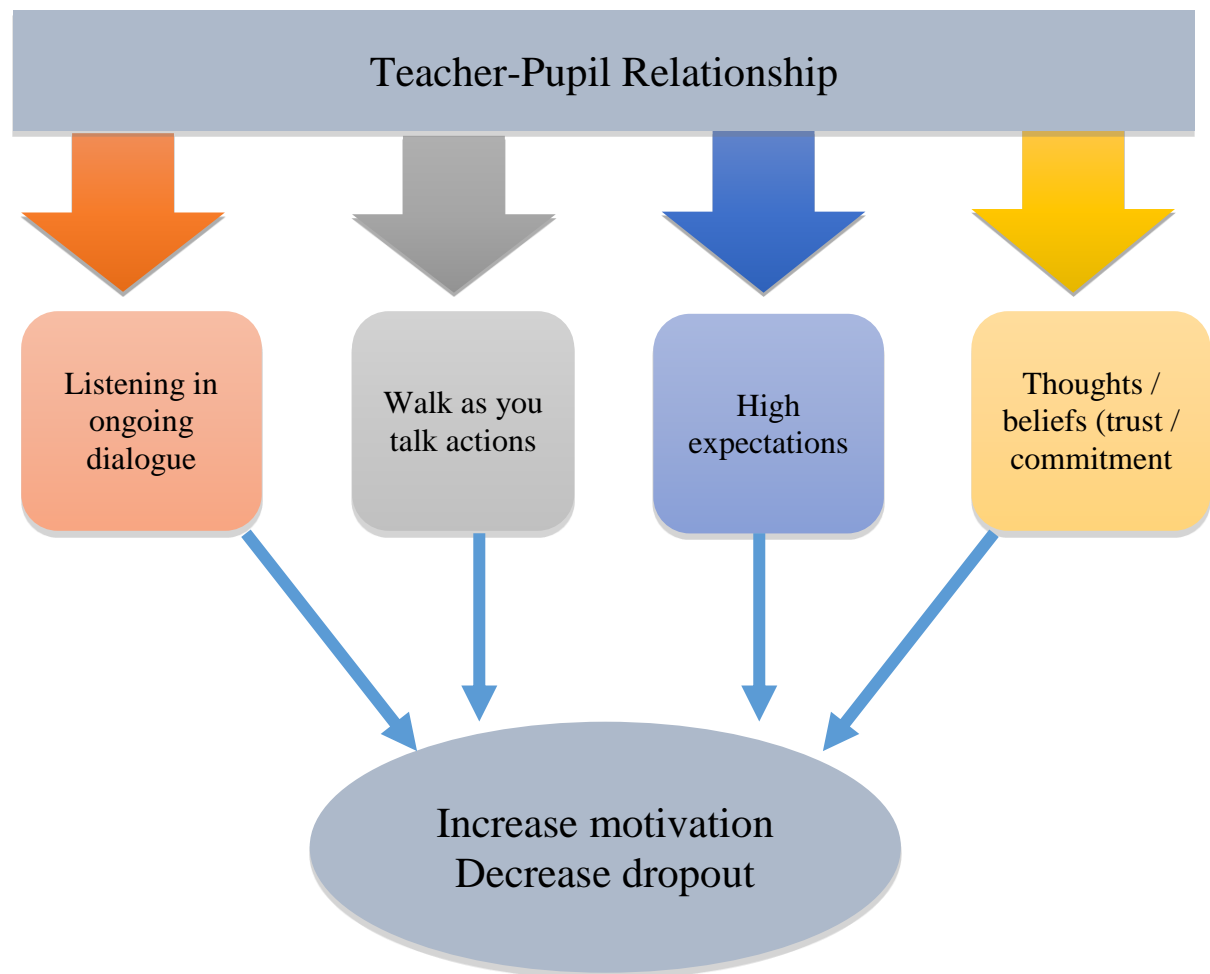 Teacher-Pupil Relationship
Listening in
ongoing
dialogue
Walk as you
talk actions
High
expectations
Thoughts /
beliefs (trust /
commitment
Increase motivation
Decrease dropout